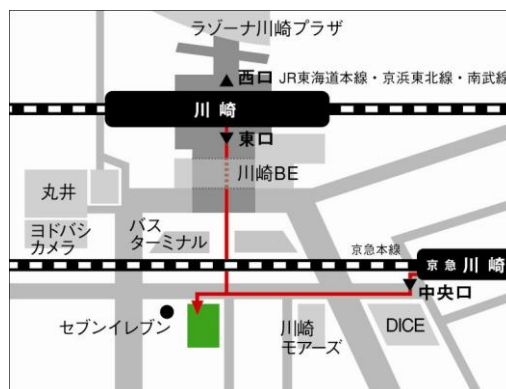 ラゾーナ川崎プラザ
西口 JR東海道本線・京浜東北線・南武線
川崎
東口
川崎BE
丸井
ヨドバシ
カメラ
バス
ターミナル
京急本線
京急 川崎
中央口
セブンイレブン
川崎
モアーズ
DICE